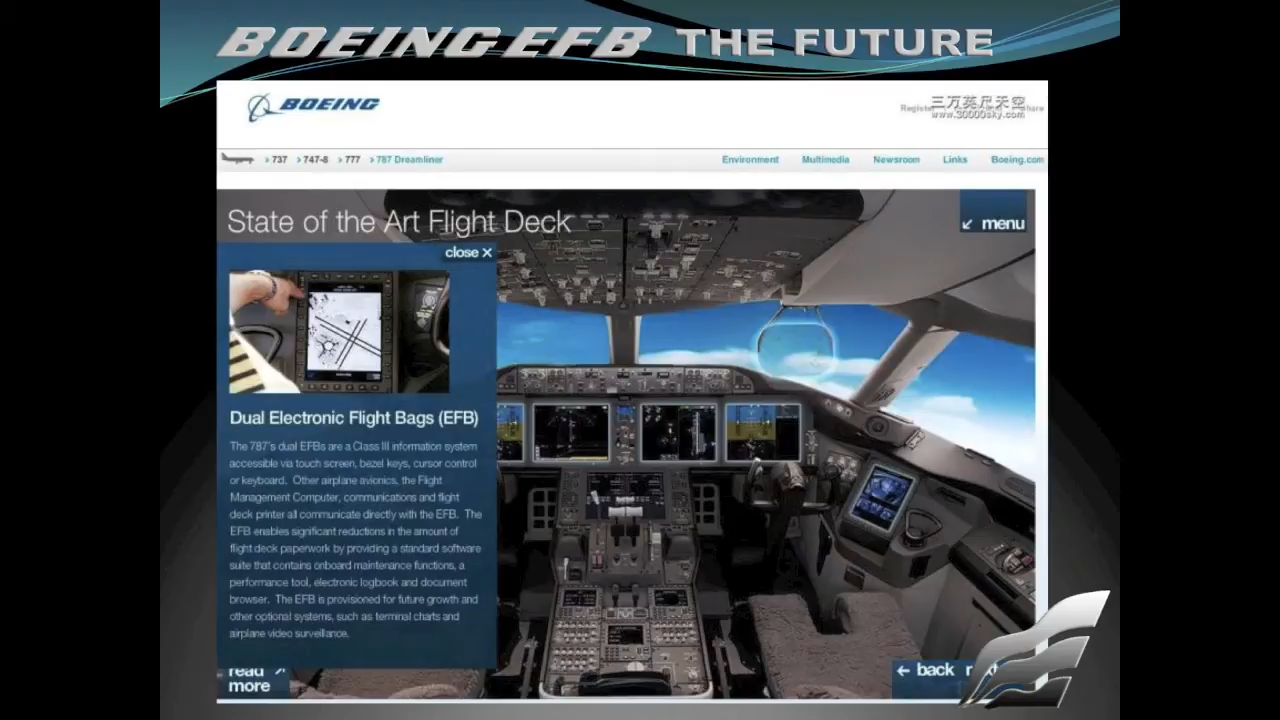 BOEING EFB THE FUTURE
BOEING
三万英尺天空
Register
www.30000sky.com
737 747-8 777 787 Dreamliner
Environment Multimedia Newsroom Links Boeing.com
State of the Art Flight Deck
menu
close X
Dual Electronic Flight Bags (EFB)
The 787's dual EFBs are a Class III information system
accessible via touch screen, bezel keys, cursor control
or keyboard. Other airplane avionics, the Flight
Management Computer, communications and flight
deck printer all communicate directly with the EFB. The
EFB enables significant reductions in the amount of
flight deck paperwork by providing a standard software
suite that contains onboard maintenance functions, a
performance tool, electronic logbook and document
browser. The EFB is provisioned for future growth and
other optional systems, such as terminal charts and
airplane video surveillance.
read
more
back